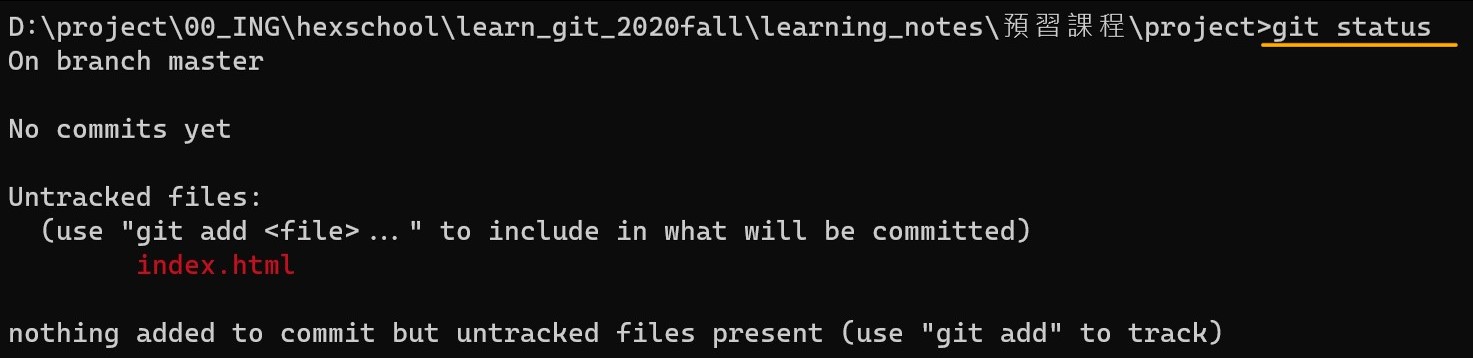 D:\project\00_ING\hexschool\learn_git_2020fall\learning_notes\預習課程\project>git status
On branch master
No commits yet
Untracked files:
(use "git add <file>..." to include in what will be committed)
index.html
nothing added to commit but untracked files present (use "git add" to track)